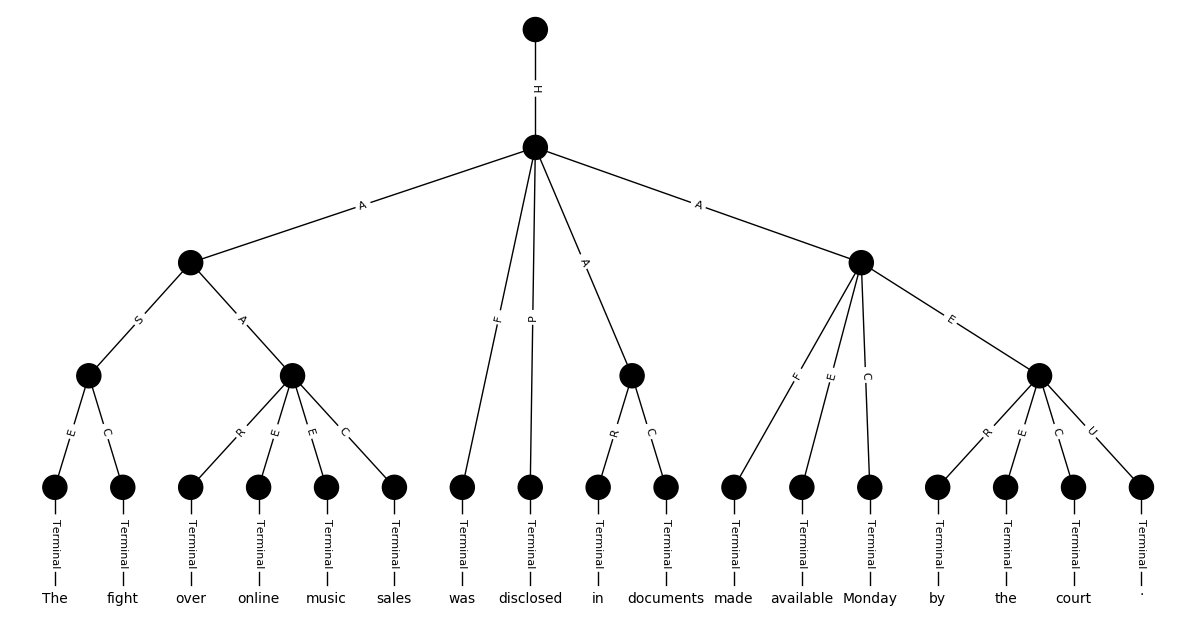 H
A A
A
S A F P E
F E C
E C R E E C R C R E C U
Terminal Terminal Terminal Terminal Terminal Terminal Terminal Terminal Terminal Terminal Terminal Terminal Terminal Terminal Terminal Terminal Terminal
The fight over online music sales was disclosed in documents made available Monday by the court .